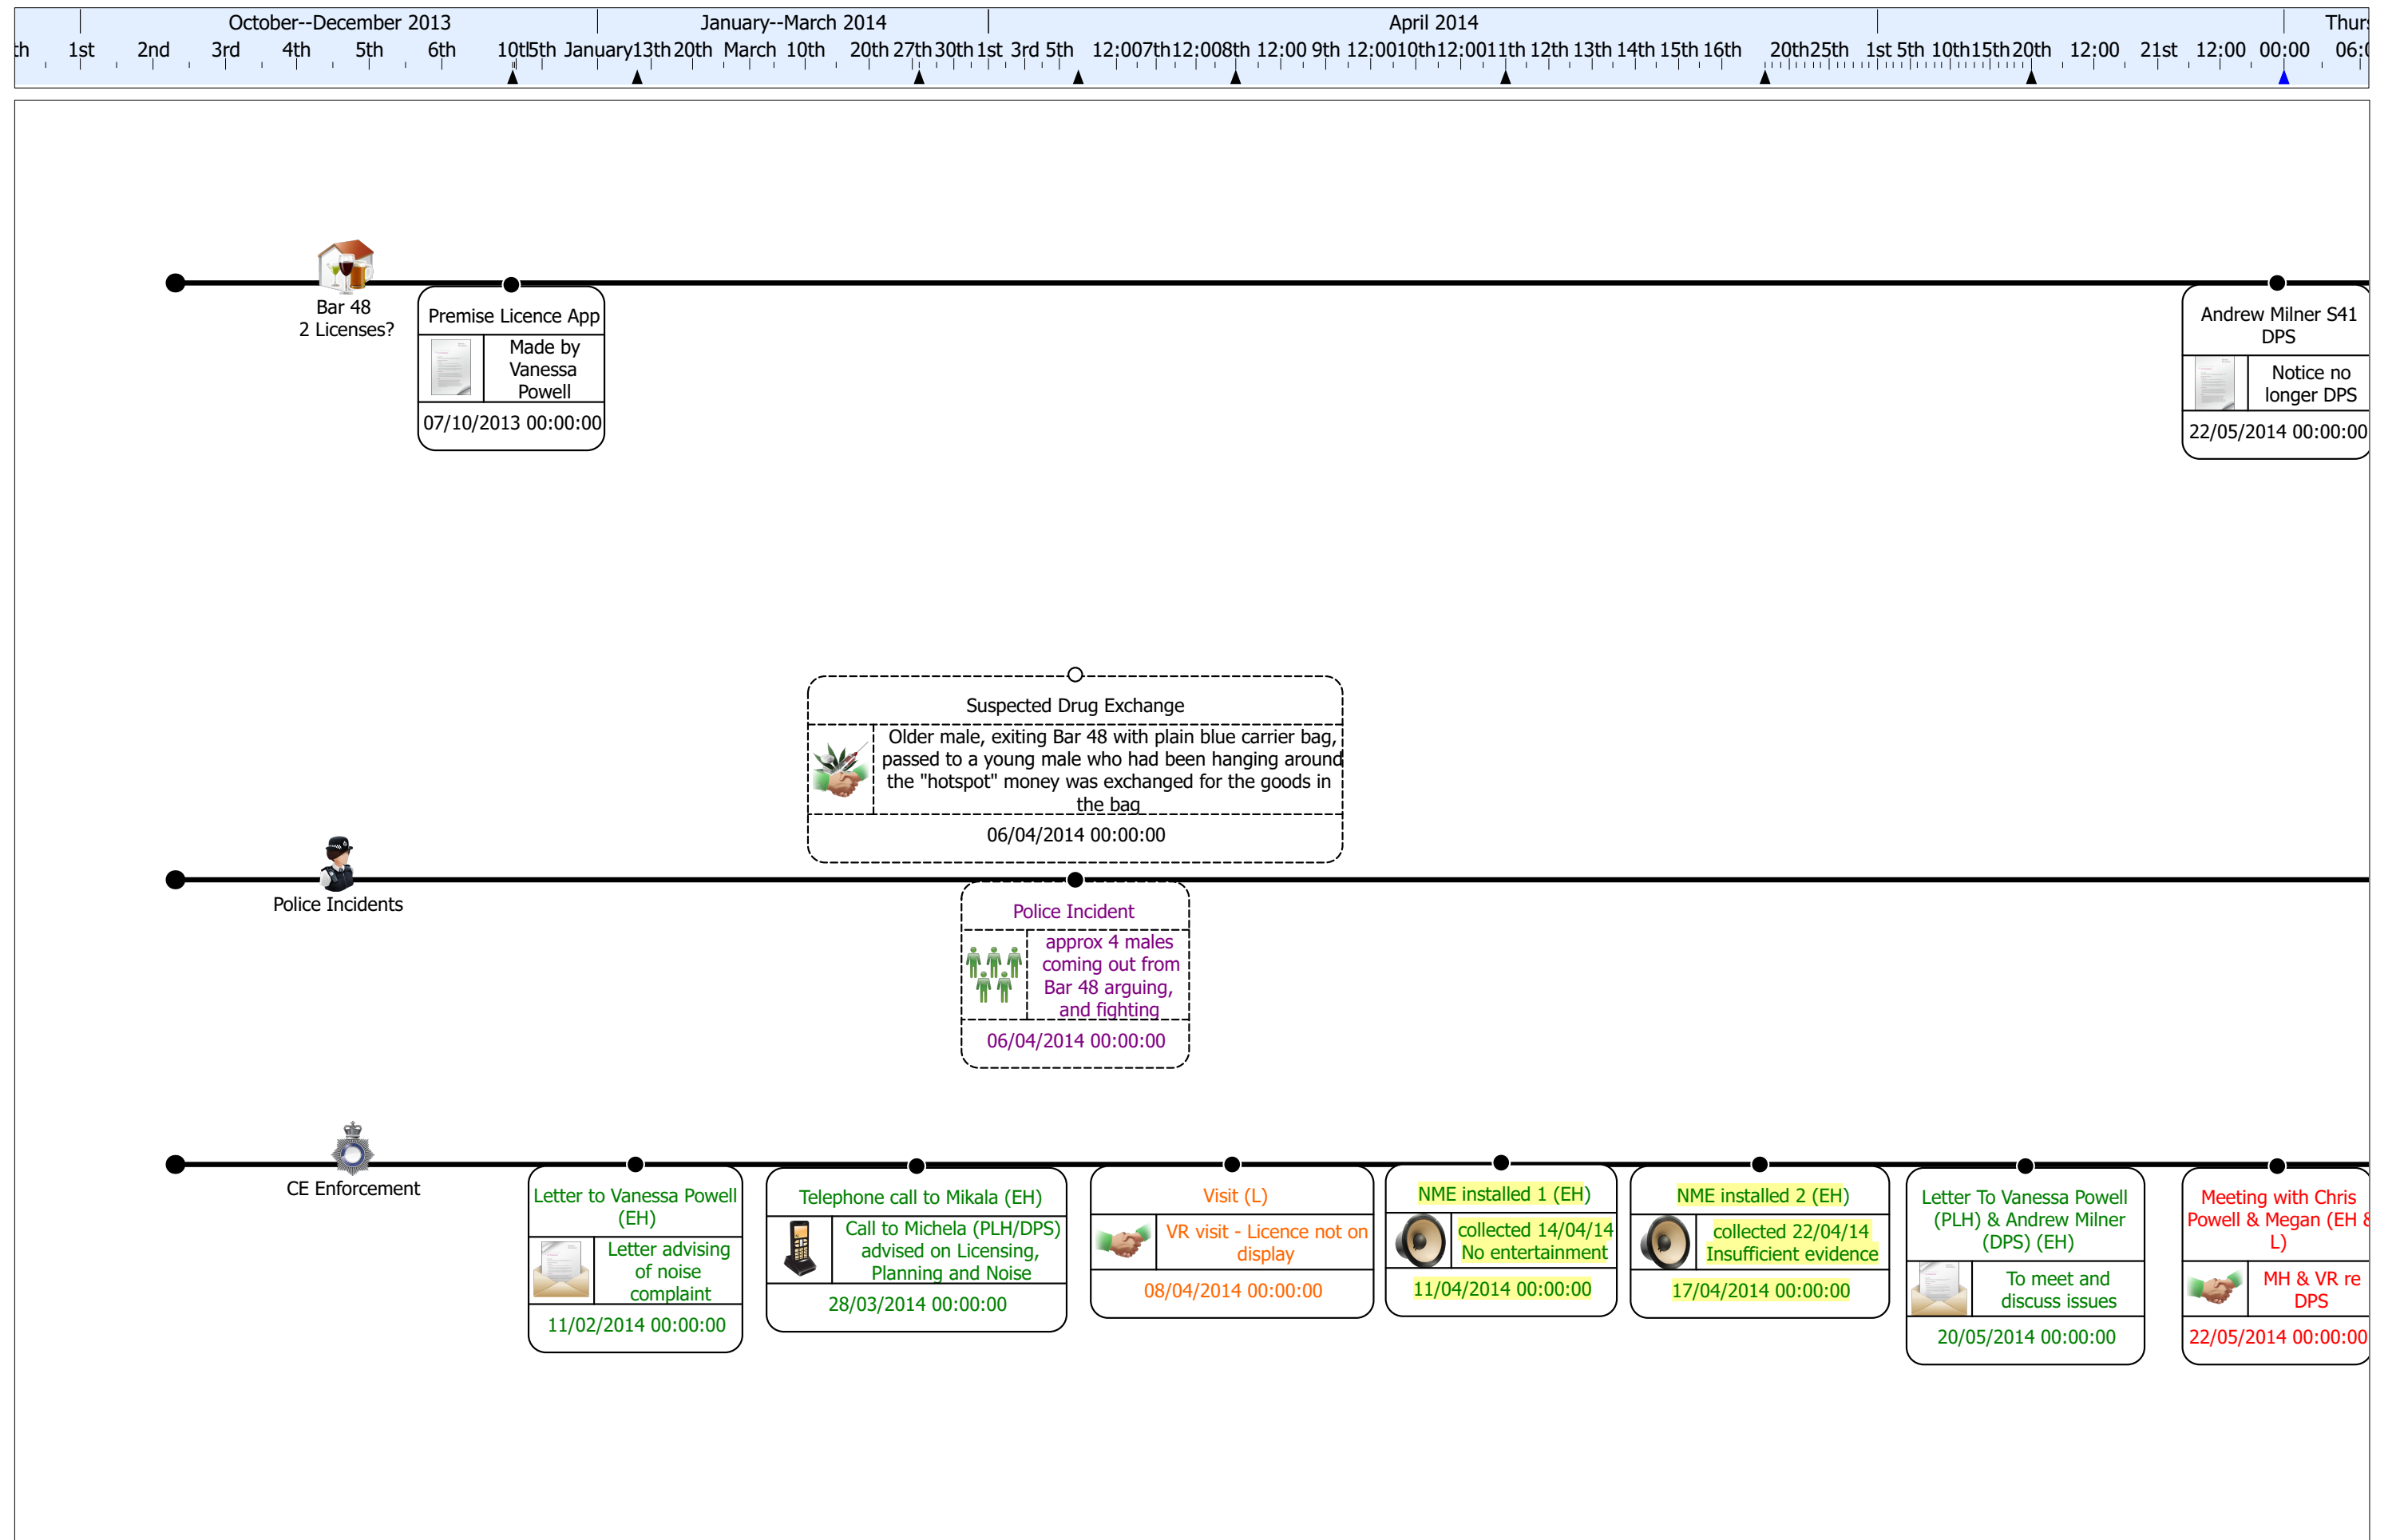 October--December 2013
January--March 2014
April 2014
Thurs
th 1st 2nd 3rd 4th 5th 6th 10th 5th January 13th 20th March 10th 20th 27th 30th 1st 3rd 5th 12:00 7th 12:00 8th 12:00 9th 12:00 10th 12:00 11th 12th 13th 14th 15th 16th 20th 25th 1st 5th 10th 15th 20th 12:00 21st 12:00 00:00 06:0
Bar 48
2 Licenses?
Premise Licence App
Made by
Vanessa
Powell
07/10/2013 00:00:00
Andrew Milner S41
DPS
Notice no
longer DPS
22/05/2014 00:00:00
Suspected Drug Exchange
Older male, exiting Bar 48 with plain blue carrier bag,
passed to a young male who had been hanging around
the "hotspot" money was exchanged for the goods in
the bag
06/04/2014 00:00:00
Police Incidents
Police Incident
approx 4 males
coming out from
Bar 48 arguing,
and fighting
06/04/2014 00:00:00
CE Enforcement
Letter to Vanessa Powell
(EH)
Letter advising
of noise
complaint
11/02/2014 00:00:00
Telephone call to Mikala (EH)
Call to Michela (PLH/DPS)
advised on Licensing,
Planning and Noise
28/03/2014 00:00:00
Visit (L)
VR visit - Licence not on
display
08/04/2014 00:00:00
NME installed 1 (EH)
collected 14/04/14
No entertainment
11/04/2014 00:00:00
NME installed 2 (EH)
collected 22/04/14
Insufficient evidence
17/04/2014 00:00:00
Letter To Vanessa Powell
(PLH) & Andrew Milner
(DPS) (EH)
To meet and
discuss issues
20/05/2014 00:00:00
Meeting with Chris
Powell & Megan (EH &
L)
MH & VR re
DPS
22/05/2014 00:00:00